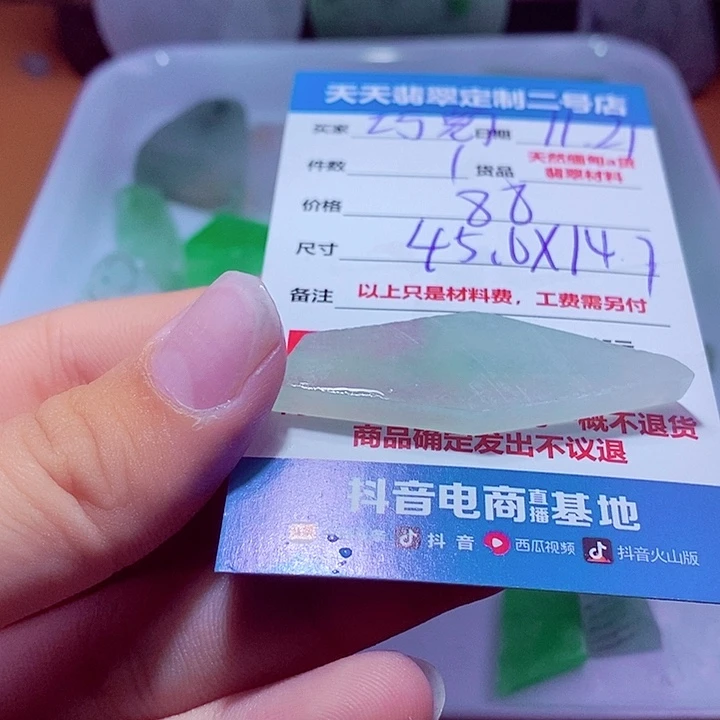 天天翡翠定制二号店
买家 巧克力 日期 11.21
件数 1 货品 天然缅甸a货
翡翠材料
价格 88
尺寸 45.6X14.7
备注 以上只是材料费，工费需另付
概不退货
商品确定发出不议退
抖音电商直播基地
抖音 西瓜视频 抖音火山版